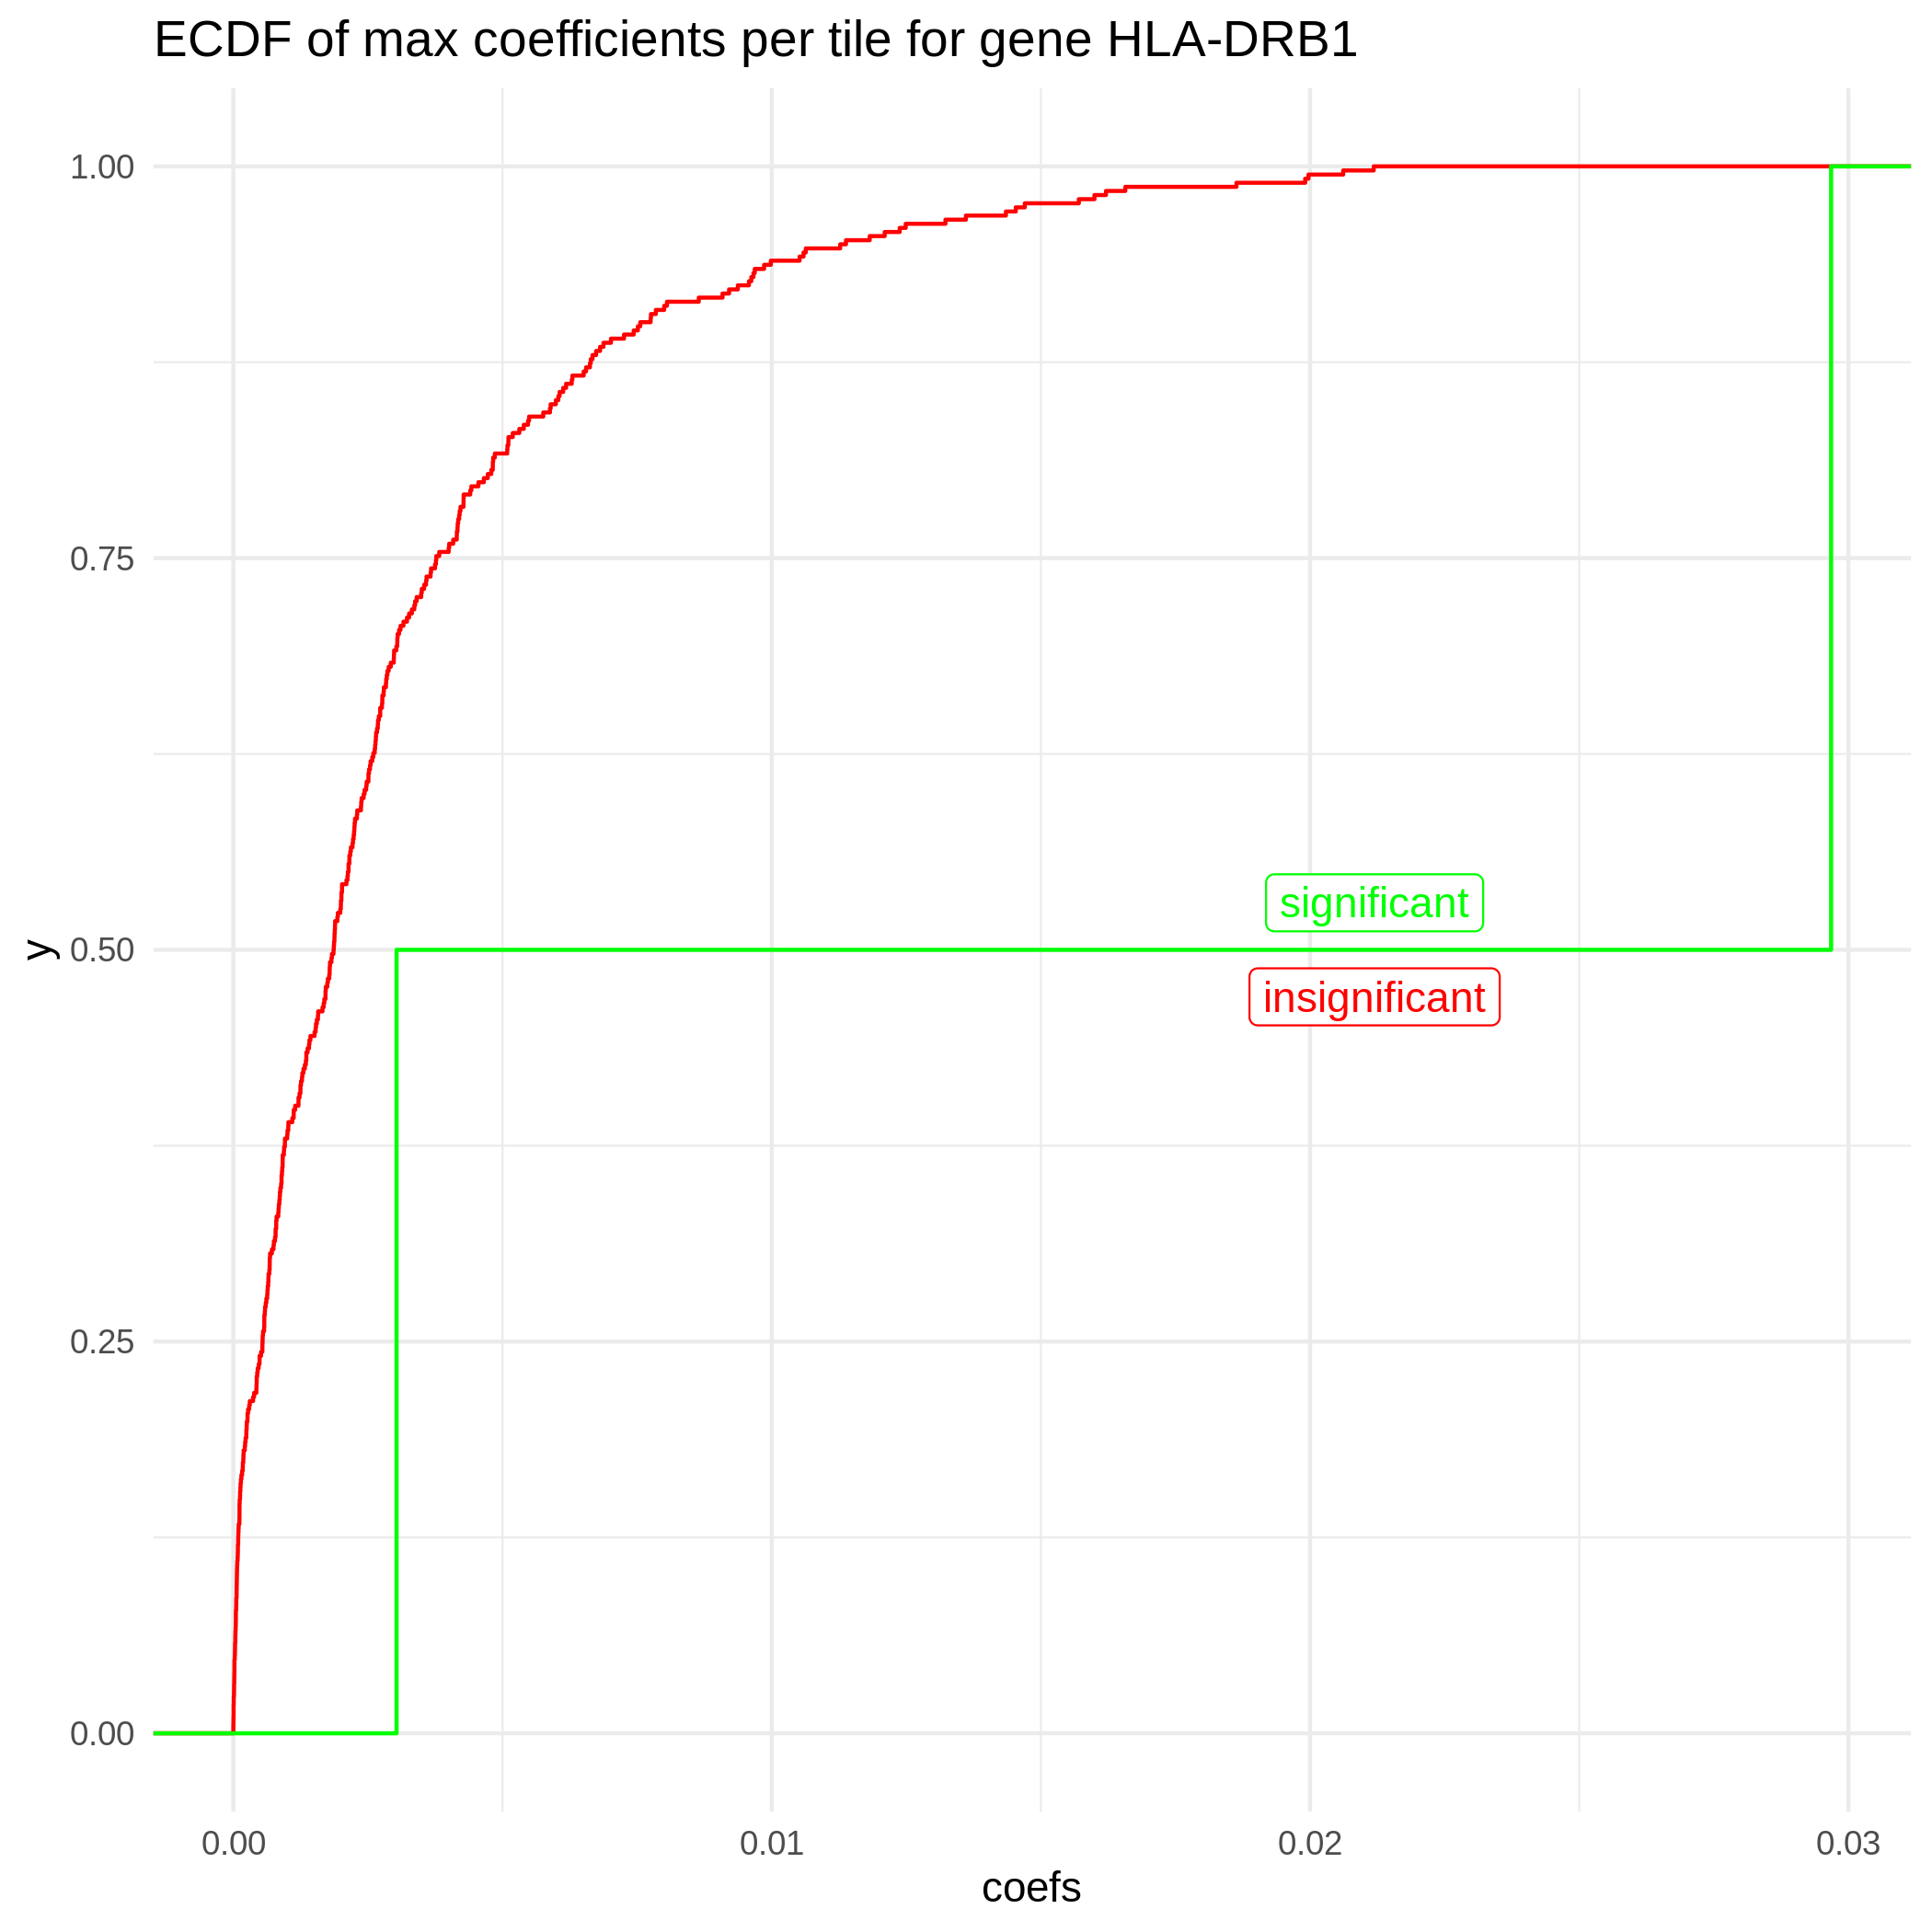 ECDF of max coefficients per tile for gene HLA-DRB1
1.00
0.75
0.50
0.25
0.00
y
significant
insignificant
0.00 0.01 0.02 0.03
coefs